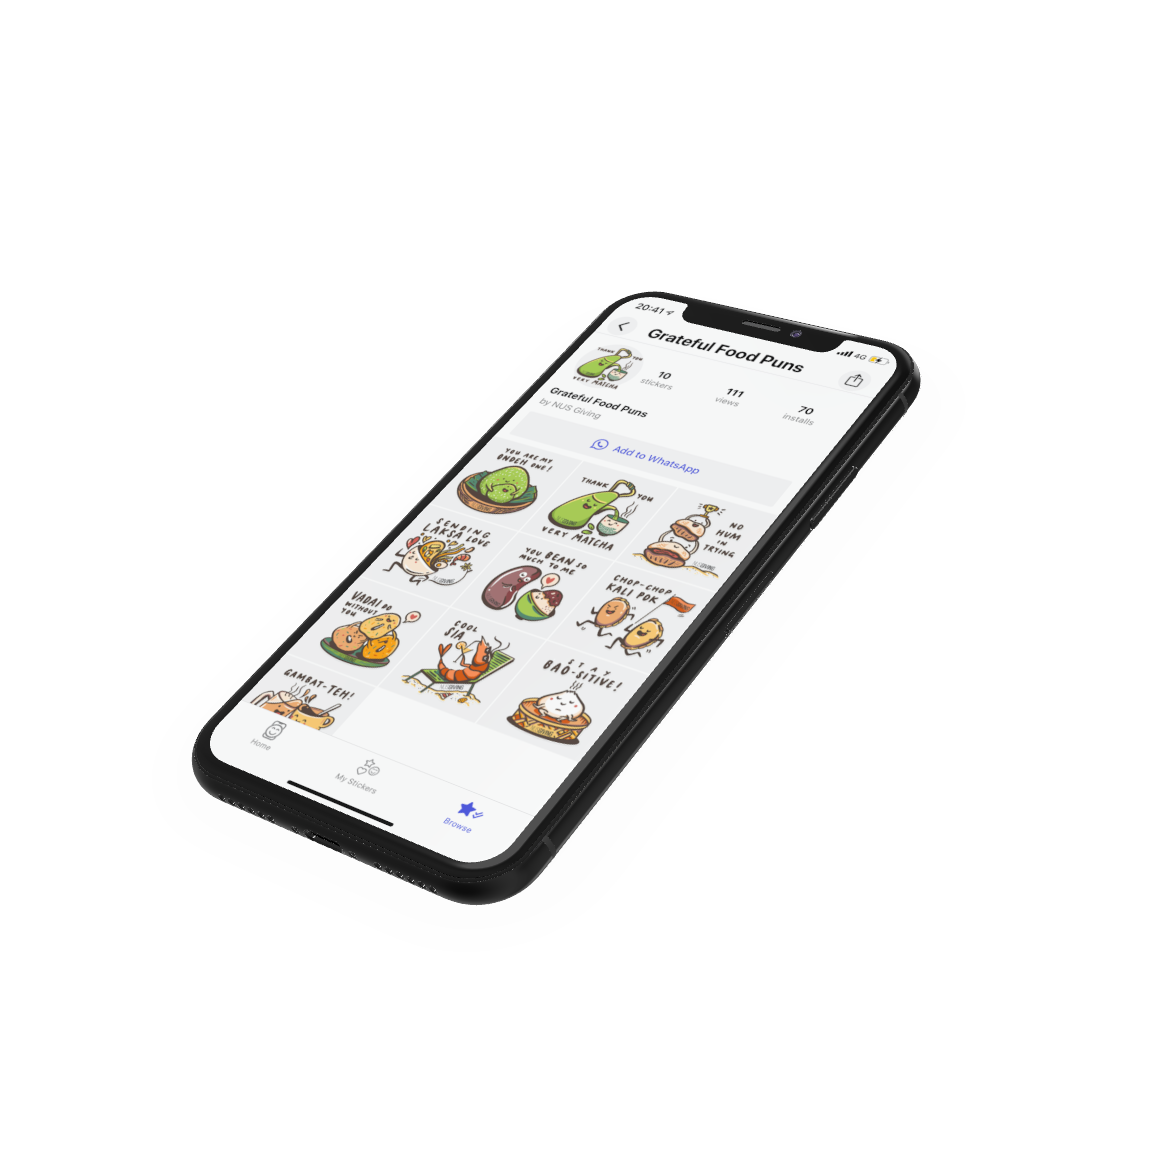 20:41
4G
Grateful Food Puns
THANK YOU
VERY MATCHA
10
stickers
111
views
70
installs
Grateful Food Puns
by NUS Giving
Add to WhatsApp
YOU ARE MY
ONDEH ONE!
THANK YOU
VERY MATCHA
NO
HUM
IN
TRYING
SENDING
LAKSA LOVE
YOU BEAN SO
MUCH TO ME
CHOP-CHOP
KALI POK
VADAI DO
WITHOUT
YOU
COOL
SIA
STAY
BAO-SITIVE!
GAMBAT-TEH!
Home
My Stickers
Browse